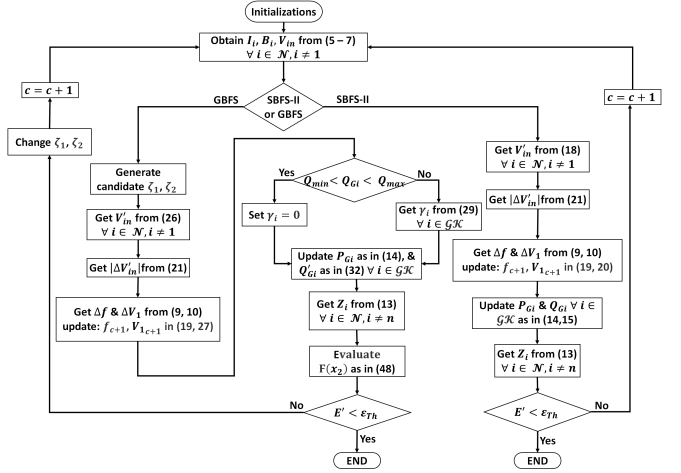 Initializations
Obtain I_i, B_i, V_in from (5 – 7)
∀ i ∈ 𝒩, i ≠ 1
c = c + 1
c = c + 1
GBFS
SBFS-II
or GBFS
SBFS-II
Change ζ_1, ζ_2
Generate
candidate ζ_1, ζ_2
Get V′_in from (26)
∀ i ∈ 𝒩, i ≠ 1
Get |ΔV′_in|from (21)
Get Δf & ΔV_1 from (9, 10)
update: f_{c+1}, V_{1_{c+1}} in (19, 27)
Yes
Q_min < Q_Gi < Q_max
No
Set γ_i = 0
Get γ_i from (29)
∀ i ∈ 𝒢𝒦
Update P_Gi as in (14), &
Q′_Gi as in (32) ∀ i ∈ 𝒢𝒦
Get Z_i from (13)
∀ i ∈ 𝒩, i ≠ n
Evaluate
F(x_2) as in (48)
No
E′ < ε_Th
Yes
END
Get V′_in from (18)
∀ i ∈ 𝒩, i ≠ 1
Get |ΔV′_in| from (21)
Get Δf & ΔV_1 from (9, 10)
update: f_{c+1}, V_{1_{c+1}} in (19, 20)
Update P_Gi & Q_Gi ∀ i ∈
𝒢𝒦 as in (14,15)
Get Z_i from (13)
∀ i ∈ 𝒩, i ≠ n
E′ < ε_Th
No
Yes
END